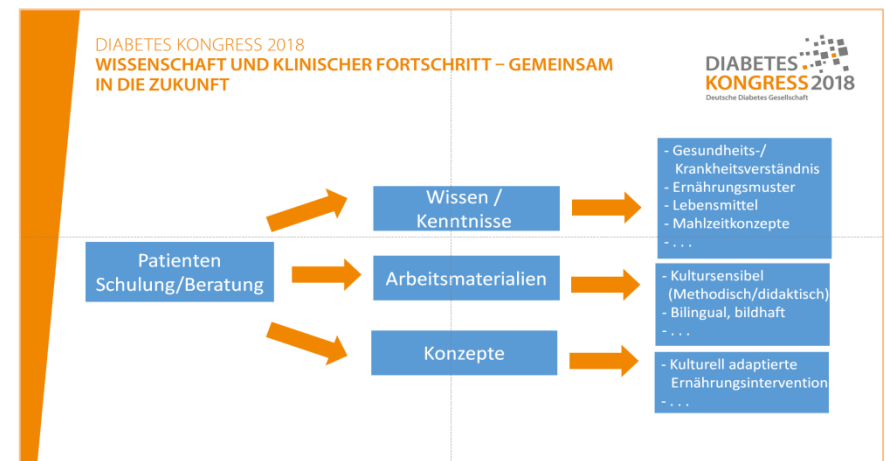 DIABETES KONGRESS 2018
WISSENSCHAFT UND KLINISCHER FORTSCHRITT – GEMEINSAM
IN DIE ZUKUNFT
DIABETES
KONGRESS 2018
Deutsche Diabetes Gesellschaft
Patienten
Schulung/Beratung
Wissen /
Kenntnisse
- Gesundheits-/
Krankheitsverständnis
- Ernährungsmuster
- Lebensmittel
- Mahlzeitkonzepte
- . . .
Arbeitsmaterialien
- Kultursensibel
(Methodisch/didaktisch)
- Bilingual, bildhaft
- . . .
Konzepte
- Kulturell adaptierte
Ernährungsintervention
- . . .